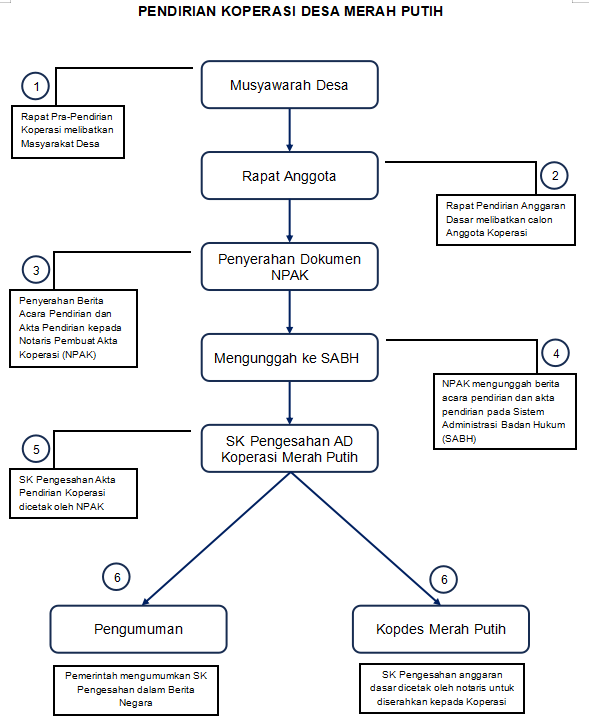 PENDIRIAN KOPERASI DESA MERAH PUTIH
1
Musyawarah Desa
Rapat Pra-Pendirian
Koperasi melibatkan
Masyarakat Desa
Rapat Anggota
2
Rapat Pendirian Anggaran
Dasar melibatkan calon
Anggota Koperasi
3
Penyerahan Dokumen
NPAK
Penyerahan Berita
Acara Pendirian dan
Akta Pendirian kepada
Notaris Pembuat Akta
Koperasi (NPAK)
Mengunggah ke SABH
4
NPAK mengunggah berita
acara pendirian dan akta
pendirian pada Sistem
Administrasi Badan Hukum
(SABH)
5
SK Pengesahan AD
Koperasi Merah Putih
SK Pengesahan Akta
Pendirian Koperasi
dicetak oleh NPAK
6
Pengumuman
Pemerintah mengumumkan SK
Pengesahan dalam Berita
Negara
6
Kopdes Merah Putih
SK Pengesahan anggaran
dasar dicetak oleh notaris untuk
diserahkan kepada Koperasi